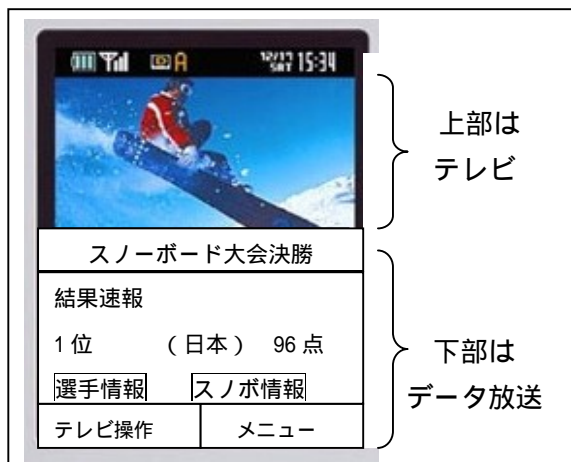 A 12/17 SAT 15:34
スノーボード大会決勝
結果速報
1位 （日本） 96点
選手情報 スノボ情報
テレビ操作 メニュー
上部は
テレビ
下部は
データ放送